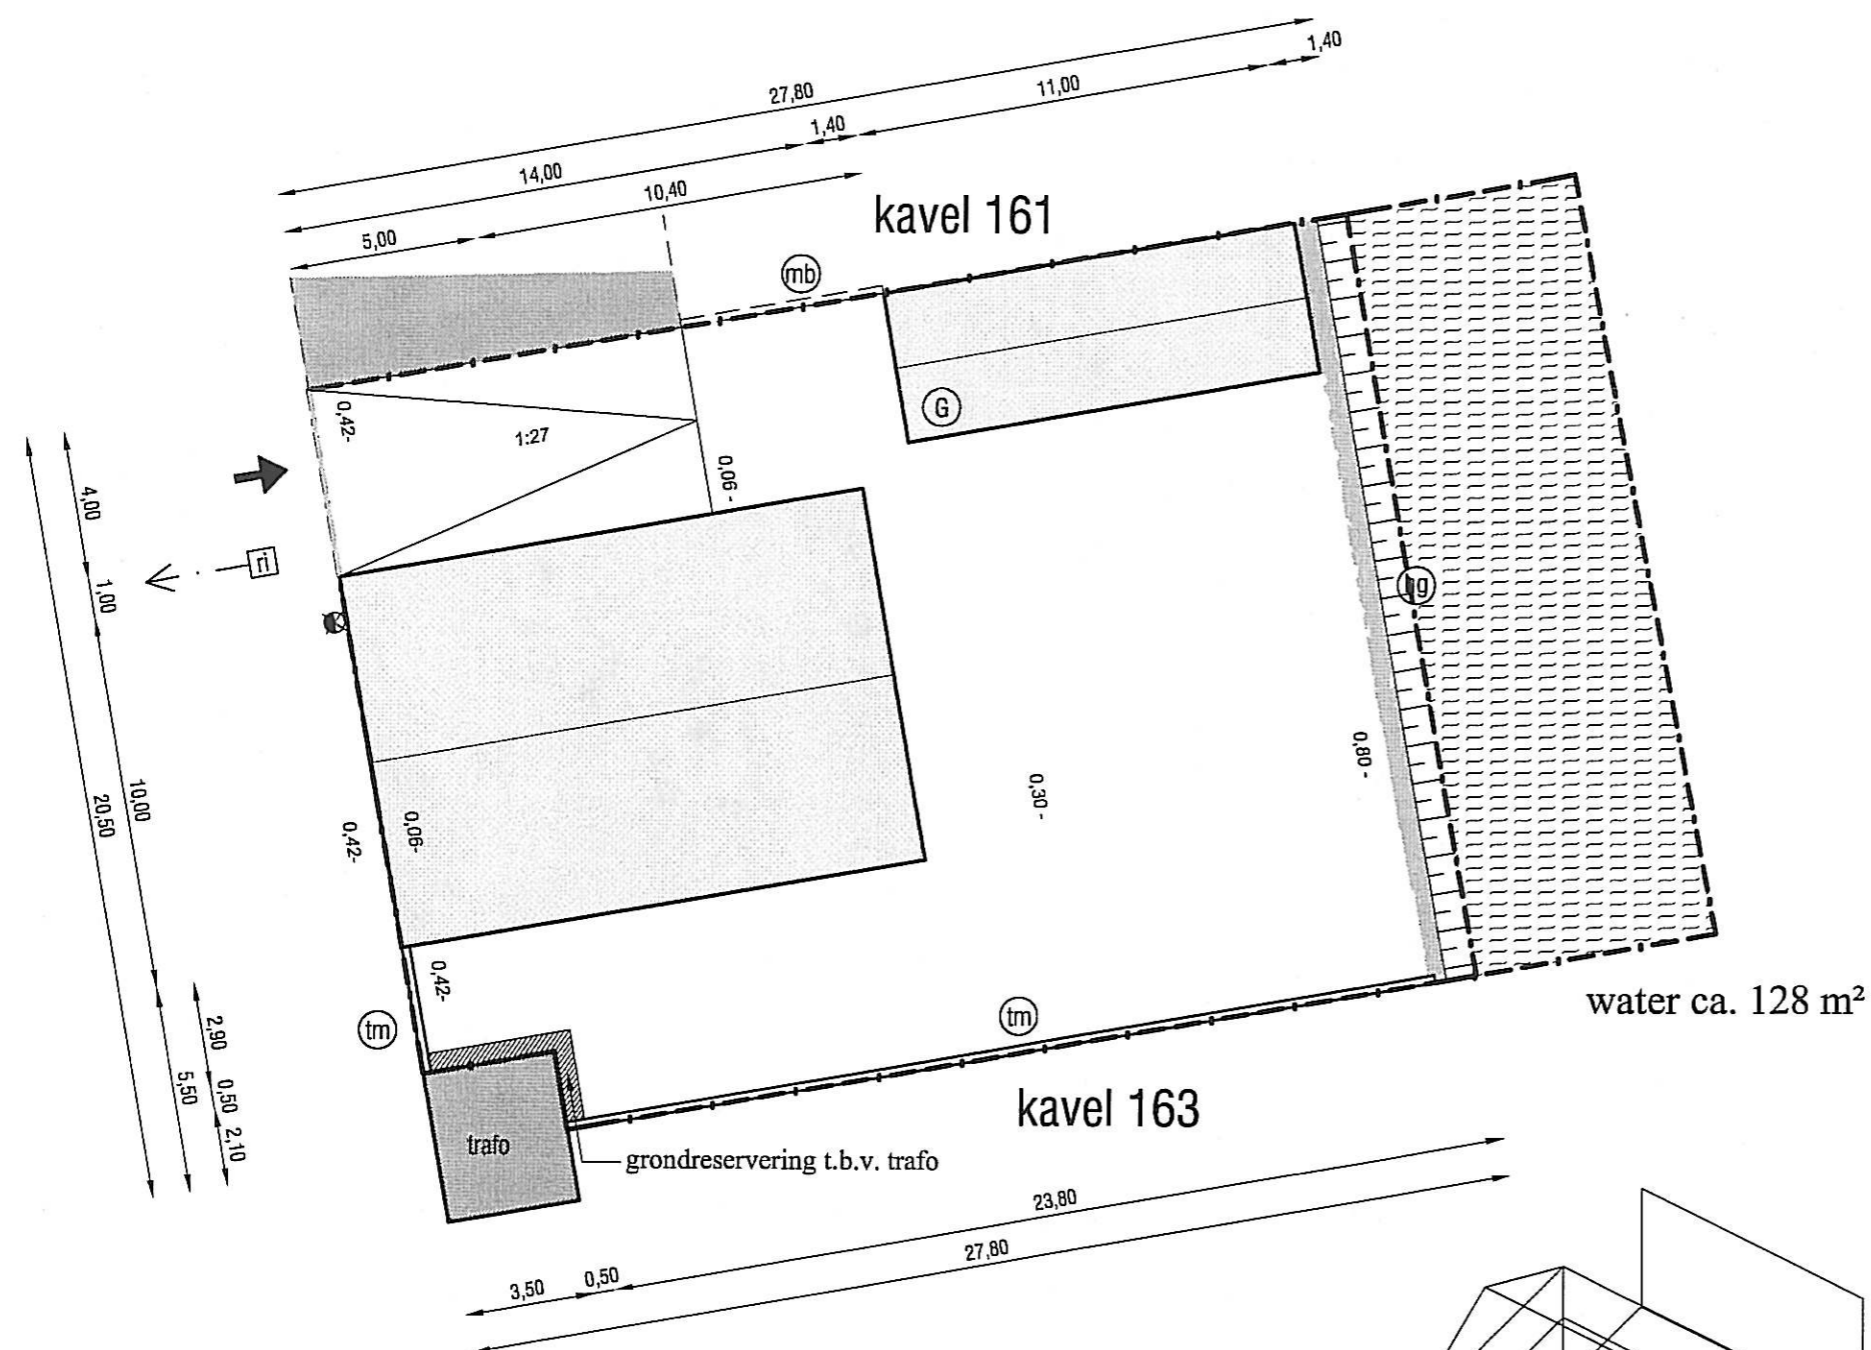 1,40
27,80
11,00
1,40
14,00
10,40
5,00
kavel 161
mb
G
0,42-
1:27
0,06 -
4,00
ri
1,00
jg
0,80 -
10,00
20,50
0,30 -
0,42-
0,06-
0,42-
water ca. 128 m²
tm
tm
2,90
5,50
0,50
2,10
kavel 163
trafo
grondreservering t.b.v. trafo
23,80
27,80
3,50
0,50